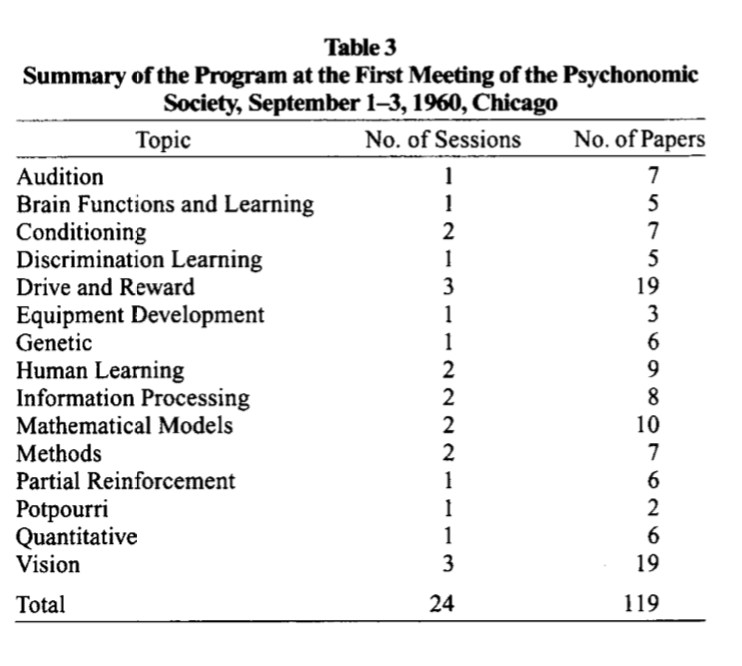 Table 3
Summary of the Program at the First Meeting of the Psychonomic
Society, September 1–3, 1960, Chicago
Topic No. of Sessions No. of Papers
Audition 1 7
Brain Functions and Learning 1 5
Conditioning 2 7
Discrimination Learning 1 5
Drive and Reward 3 19
Equipment Development 1 3
Genetic 1 6
Human Learning 2 9
Information Processing 2 8
Mathematical Models 2 10
Methods 2 7
Partial Reinforcement 1 6
Potpourri 1 2
Quantitative 1 6
Vision 3 19
Total 24 119